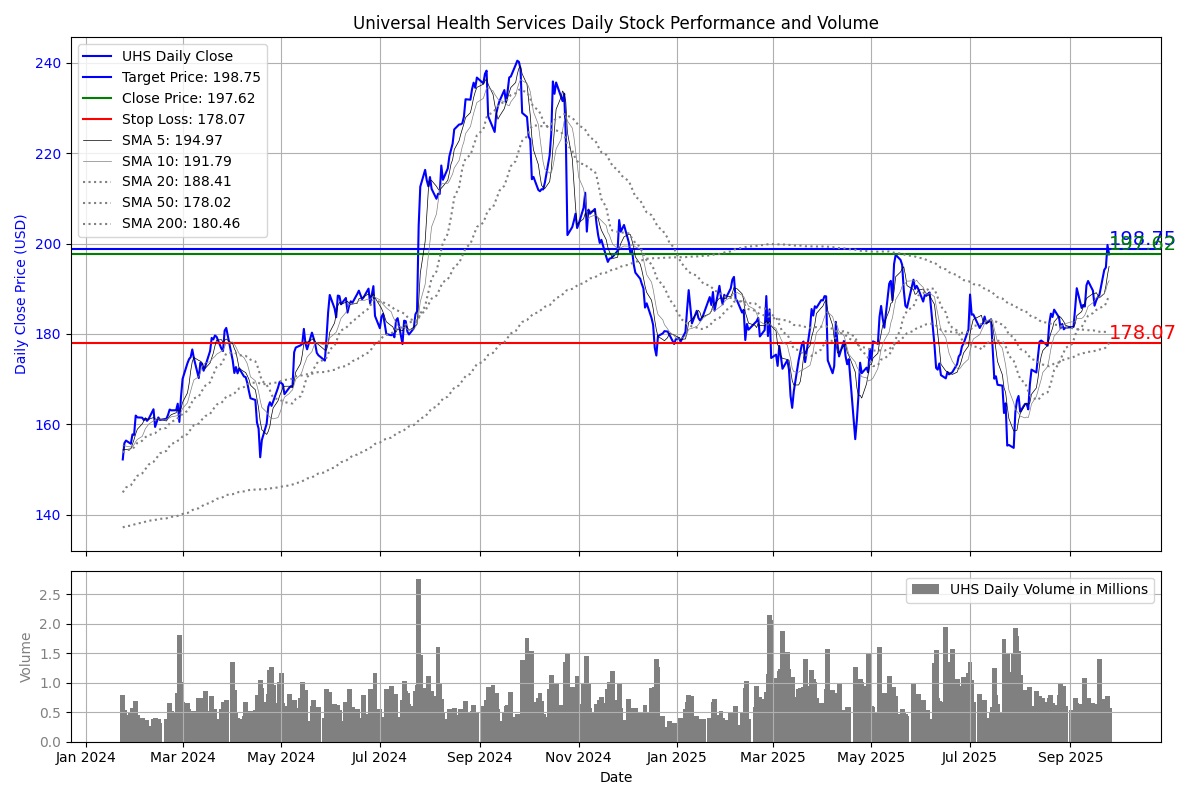 Universal Health Services Daily Stock Performance and Volume
Daily Close Price (USD)
240
220
200
180
160
140
UHS Daily Close
Target Price: 198.75
Close Price: 197.62
Stop Loss: 178.07
SMA 5: 194.97
SMA 10: 191.79
SMA 20: 188.41
SMA 50: 178.02
SMA 200: 180.46
198.75
197.62
178.07
Volume
2.5
2.0
1.5
1.0
0.5
0.0
UHS Daily Volume in Millions
Jan 2024 Mar 2024 May 2024 Jul 2024 Sep 2024 Nov 2024 Jan 2025 Mar 2025 May 2025 Jul 2025 Sep 2025
Date